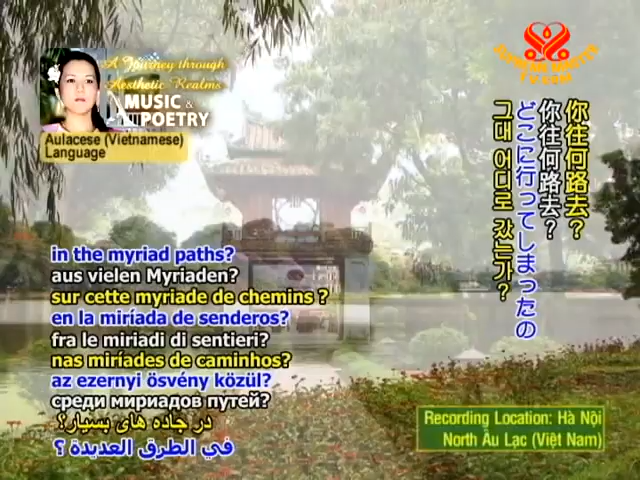 A Journey through
Aesthetic Realms
MUSIC &
POETRY
Aulacese (Vietnamese)
Language
SUPREME MASTER
TV.com
你往何路去？
你往何路去？
どこに行ってしまったの
그대 어디로 갔는가?
in the myriad paths?
aus vielen Myriaden?
sur cette myriade de chemins ?
en la miríada de senderos?
fra le miriadi di sentieri?
nas miríades de caminhos?
az ezernyi ösvény közül?
среди мириадов путей?
در جاده های بسیار؟
في الطرق العديدة ؟
Recording Location: Hà Nội
North Âu Lạc (Việt Nam)